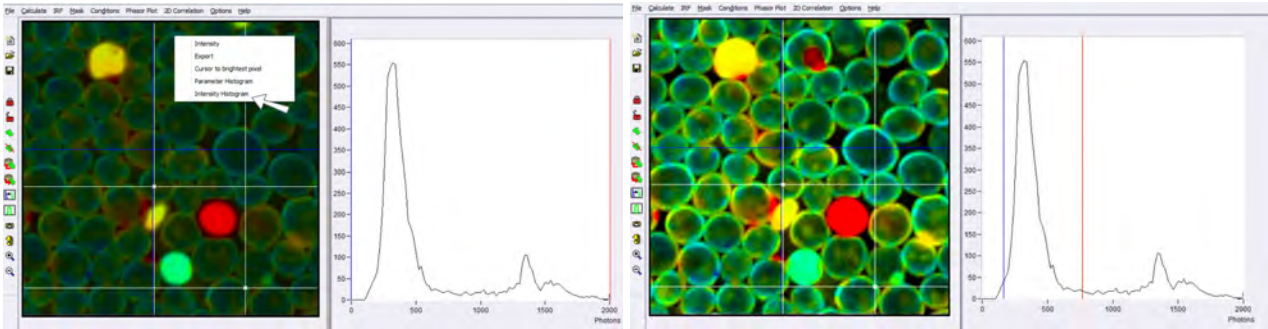 File Calculate IRF Mask Conditions Phasor Plot 2D Correlation Options Help
Intensity
Export
Cursor to brightest pixel
Parameter Histogram
Intensity Histogram
600
550
500
450
400
350
300
250
200
150
100
50
0
0 500 1000 1500 2000
Photons
File Calculate IRF Mask Conditions Phasor Plot 2D Correlation Options Help
600
550
500
450
400
350
300
250
200
150
100
50
0
0 500 1000 1500 2000
Photons